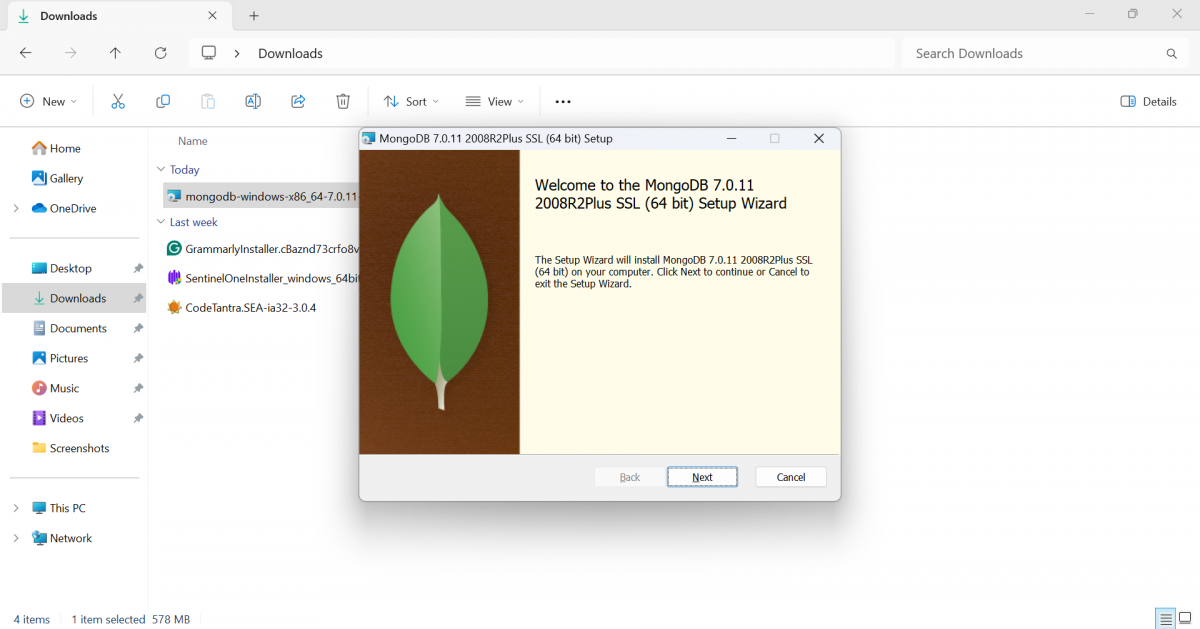 Downloads
Downloads
Search Downloads
New
Sort
View
Details
Home
Gallery
OneDrive
Desktop
Downloads
Documents
Pictures
Music
Videos
Screenshots
This PC
Network
Name
Today
mongodb-windows-x86_64-7.0.11-
Last week
GrammarlyInstaller.cBaznd73crfo8v
SentinelOneInstaller_windows_64bit
CodeTantra.SEA-ia32-3.0.4
MongoDB 7.0.11 2008R2Plus SSL (64 bit) Setup
Welcome to the MongoDB 7.0.11
2008R2Plus SSL (64 bit) Setup Wizard
The Setup Wizard will install MongoDB 7.0.11 2008R2Plus SSL
(64 bit) on your computer. Click Next to continue or Cancel to
exit the Setup Wizard.
Back
Next
Cancel
4 items
1 item selected 578 MB